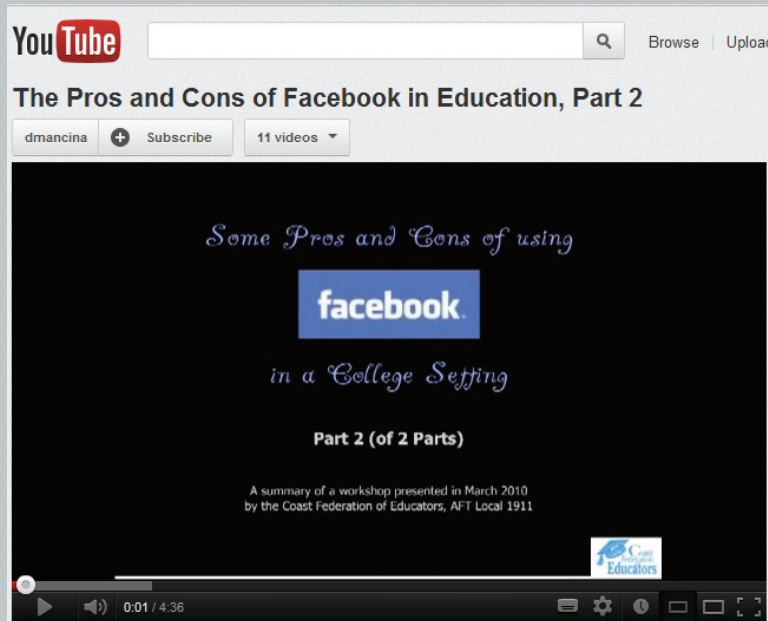 YouTube
Browse Upload
The Pros and Cons of Facebook in Education, Part 2
dmancina Subscribe 11 videos
Some Pros and Cons of using
facebook.
in a College Setting
Part 2 (of 2 Parts)
A summary of a workshop presented in March 2010
by the Coast Federation of Educators, AFT Local 1911
Coast
Federation
Educators
0:01 / 4:36